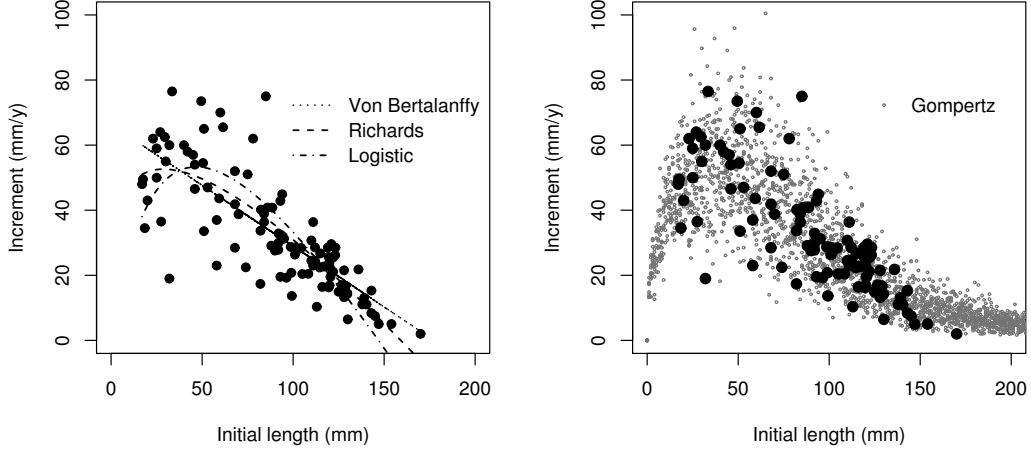 100
80
60
40
20
0
Increment (mm/y)
0 50 100 150 200
Initial length (mm)
Von Bertalanffy
Richards
Logistic
100
80
60
40
20
0
Increment (mm/y)
0 50 100 150 200
Initial length (mm)
Gompertz